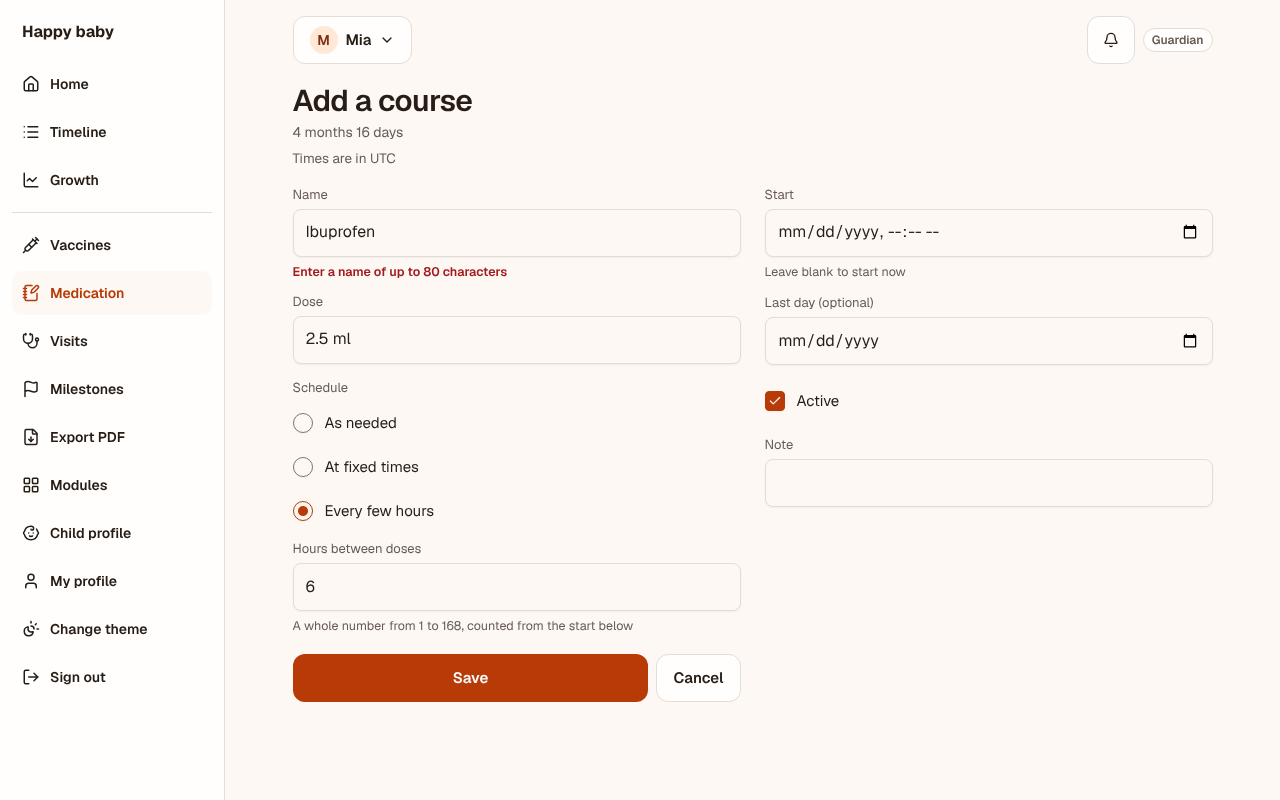 Happy baby
Home
Timeline
Growth
Vaccines
Medication
Visits
Milestones
Export PDF
Modules
Child profile
My profile
Change theme
Sign out
M Mia
Guardian
Add a course
4 months 16 days
Times are in UTC
Name
Ibuprofen
Enter a name of up to 80 characters
Dose
2.5 ml
Schedule
As needed
At fixed times
Every few hours
Hours between doses
6
A whole number from 1 to 168, counted from the start below
Save
Cancel
Start
mm/dd/yyyy, --:-- --
Leave blank to start now
Last day (optional)
mm/dd/yyyy
Active
Note